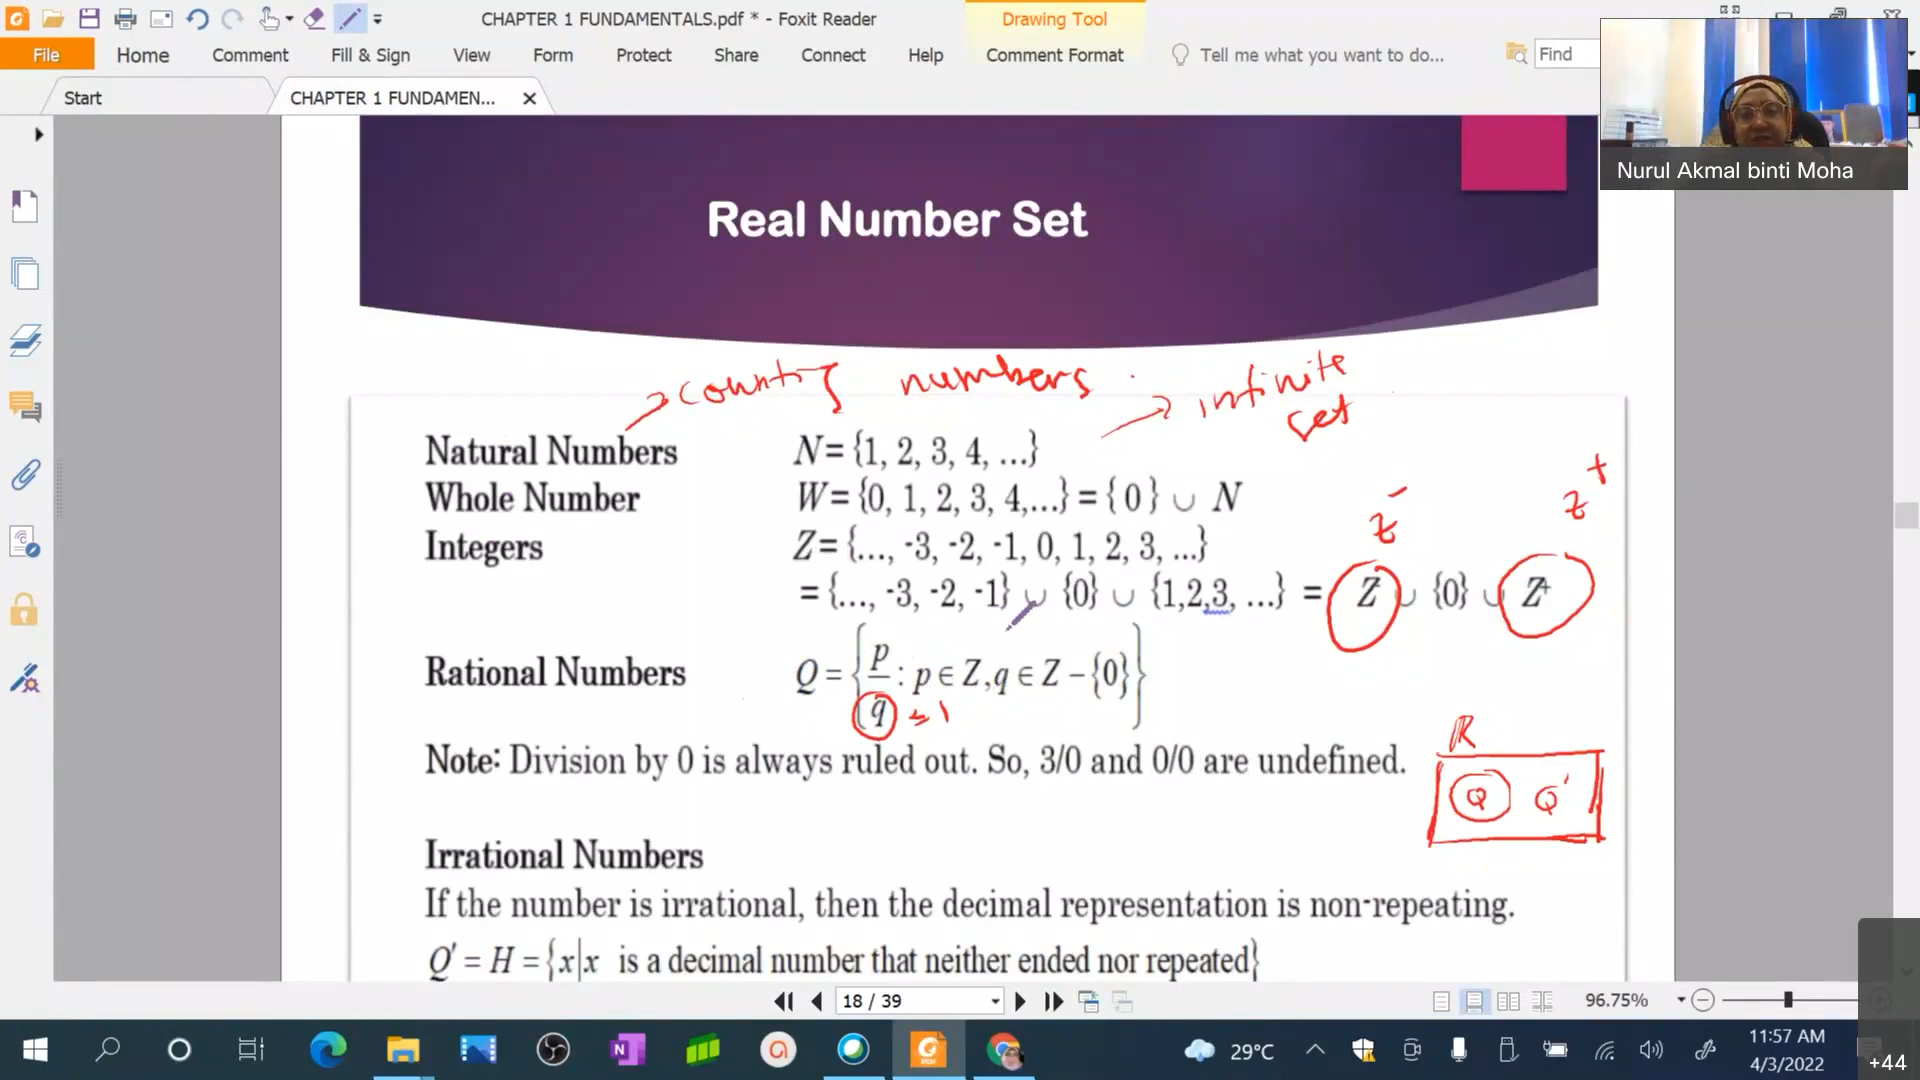 CHAPTER 1 FUNDAMENTALS.pdf * - Foxit Reader
Drawing Tool
File Home Comment Fill & Sign View Form Protect Share Connect Help Comment Format Tell me what you want to do... Find
Start CHAPTER 1 FUNDAMEN...
Nurul Akmal binti Moha
Real Number Set
counting numbers
infinite
set
Natural Numbers N = {1, 2, 3, 4, ...}
Whole Number W = {0, 1, 2, 3, 4,...} = { 0 } ∪ N
Z⁻ Z⁺
Integers Z = {..., -3, -2, -1, 0, 1, 2, 3, ...}
= {..., -3, -2, -1} ∪ {0} ∪ {1,2,3, ...} = Z ∪ {0} ∪ Z⁺
Rational Numbers Q = {p/q : p ∈ Z, q ∈ Z − {0}}
= 1
Note: Division by 0 is always ruled out. So, 3/0 and 0/0 are undefined.
ℝ
Q Q'
Irrational Numbers
If the number is irrational, then the decimal representation is non-repeating.
Q' = H = {x|x is a decimal number that neither ended nor repeated}
18 / 39
96.75%
29°C
11:57 AM
4/3/2022
+44